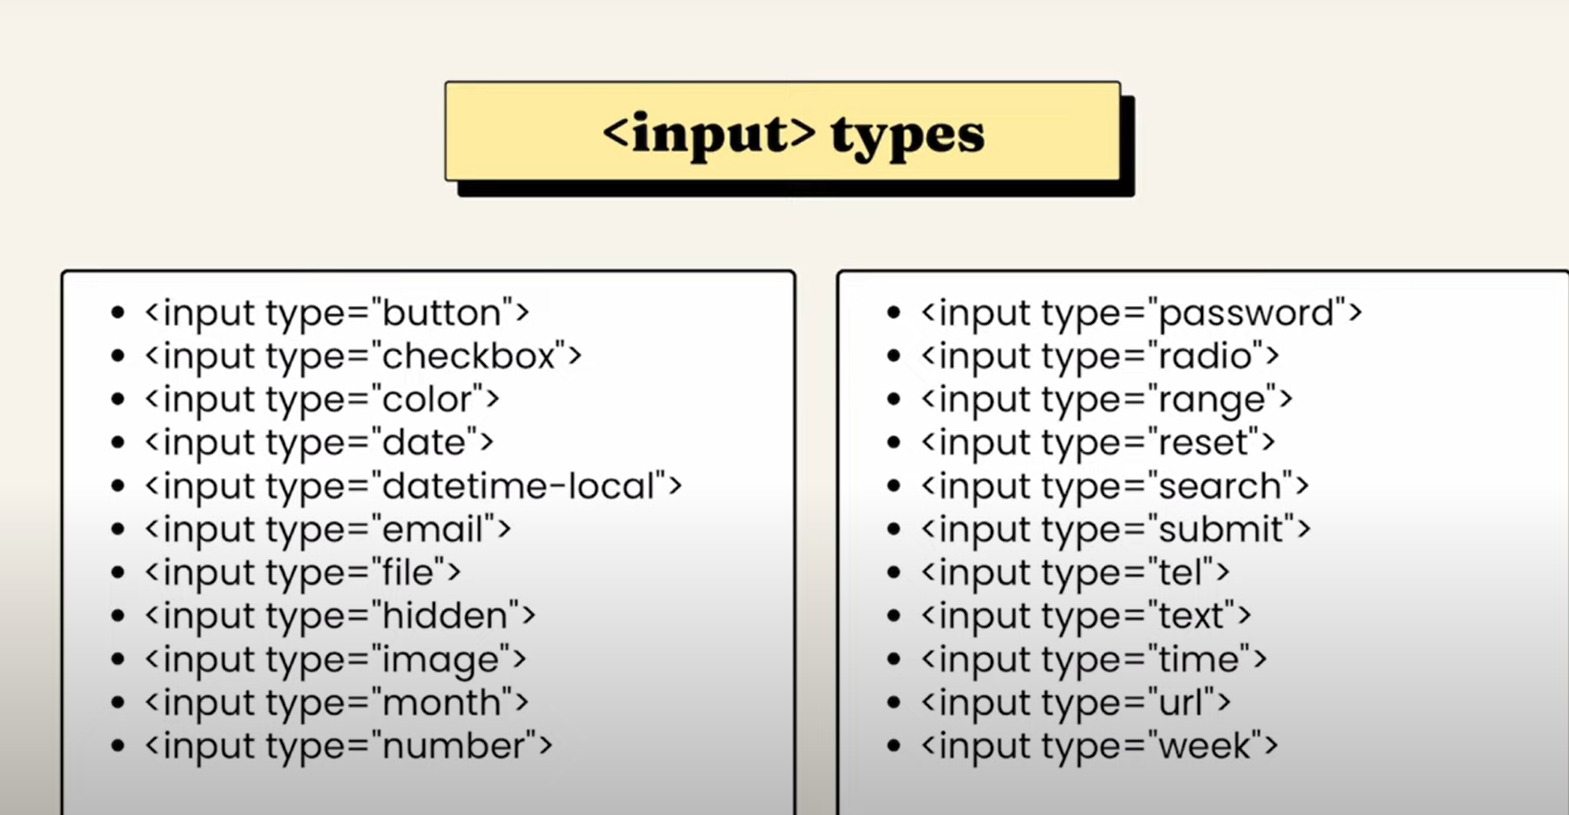 <input> types
• <input type="button">
• <input type="checkbox">
• <input type="color">
• <input type="date">
• <input type="datetime-local">
• <input type="email">
• <input type="file">
• <input type="hidden">
• <input type="image">
• <input type="month">
• <input type="number">
• <input type="password">
• <input type="radio">
• <input type="range">
• <input type="reset">
• <input type="search">
• <input type="submit">
• <input type="tel">
• <input type="text">
• <input type="time">
• <input type="url">
• <input type="week">